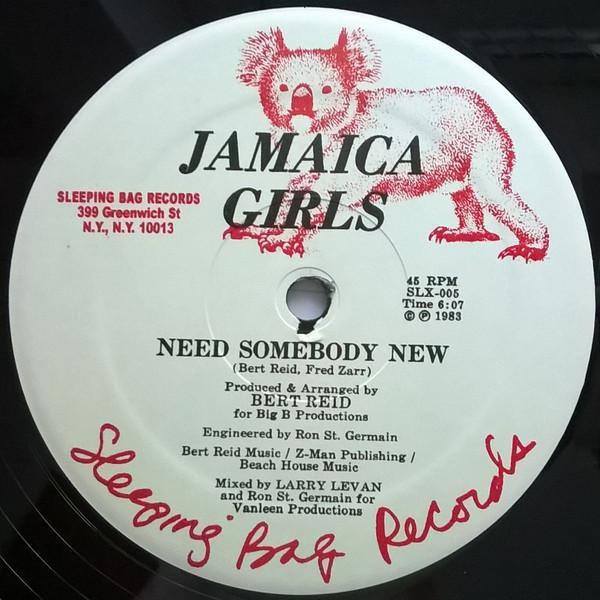 JAMAICA
GIRLS
SLEEPING BAG RECORDS
399 Greenwich St
N.Y., N.Y. 10013
45 RPM
SLX-005
Time 6:07
© ℗ 1983
NEED SOMEBODY NEW
(Bert Reid, Fred Zarr)
Produced & Arranged by
BERT REID
for Big B Productions
Engineered by Ron St. Germain
Bert Reid Music / Z-Man Publishing /
Beach House Music
Mixed by LARRY LEVAN
and Ron St. Germain for
Vanleen Productions
Sleeping Bag Records